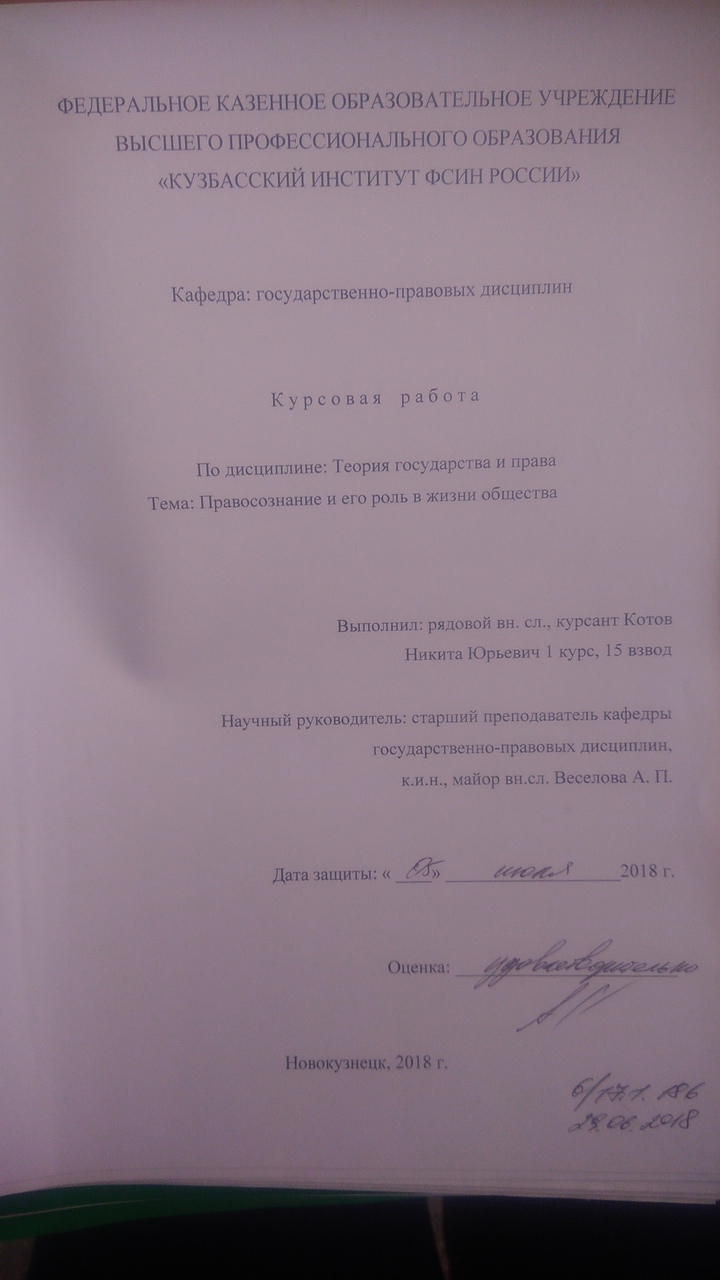 ФЕДЕРАЛЬНОЕ КАЗЕННОЕ ОБРАЗОВАТЕЛЬНОЕ УЧРЕЖДЕНИЕ
ВЫСШЕГО ПРОФЕССИОНАЛЬНОГО ОБРАЗОВАНИЯ
«КУЗБАССКИЙ ИНСТИТУТ ФСИН РОССИИ»
Кафедра: государственно-правовых дисциплин
Курсовая работа
По дисциплине: Теория государства и права
Тема: Правосознание и его роль в жизни общества
Выполнил: рядовой вн. сл., курсант Котов
Никита Юрьевич 1 курс, 15 взвод
Научный руководитель: старший преподаватель кафедры
государственно-правовых дисциплин,
к.и.н., майор вн.сл. Веселова А. П.
Дата защиты: « 05» июля 2018 г.
Оценка: удовлетворительно
Новокузнецк, 2018 г.
29.06.2018